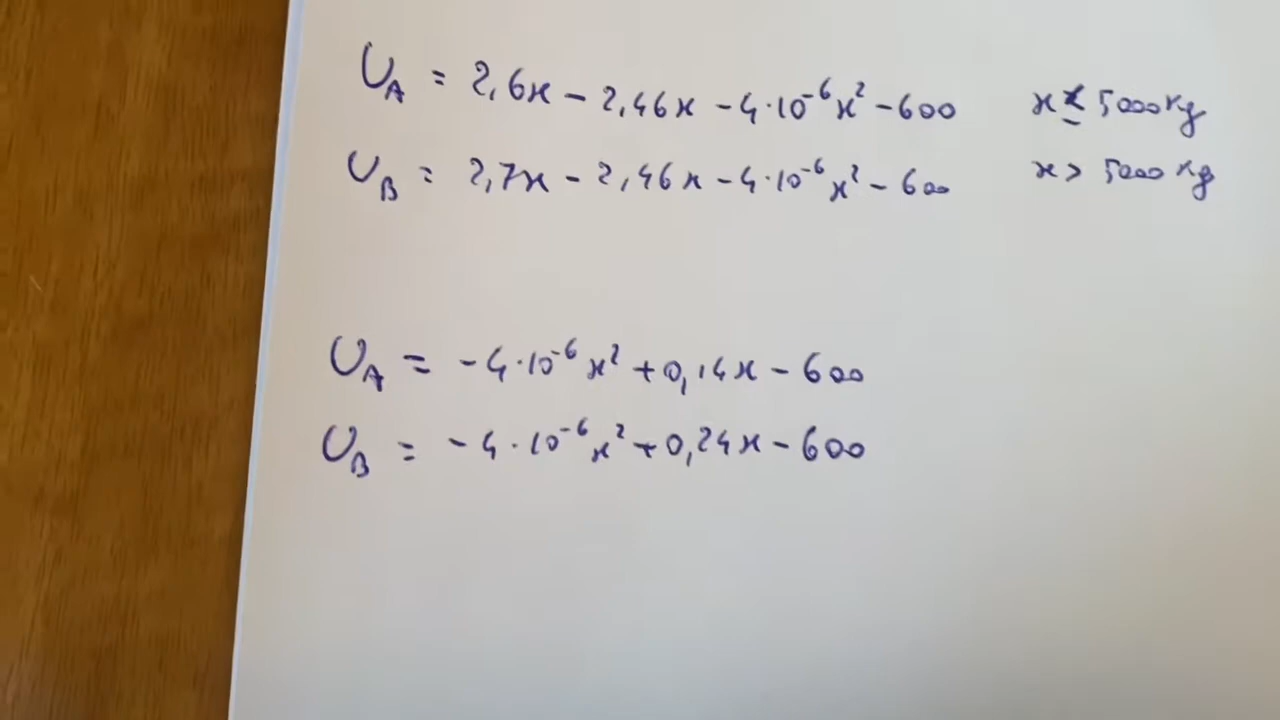 U_A = 2,6x - 2,46x - 4·10⁻⁶x² - 600 x ≤ 5000 kg
U_B = 2,7x - 2,46x - 4·10⁻⁶x² - 600 x > 5000 kg
U_A = -4·10⁻⁶x² + 0,14x - 600
U_B = -4·10⁻⁶x² + 0,24x - 600